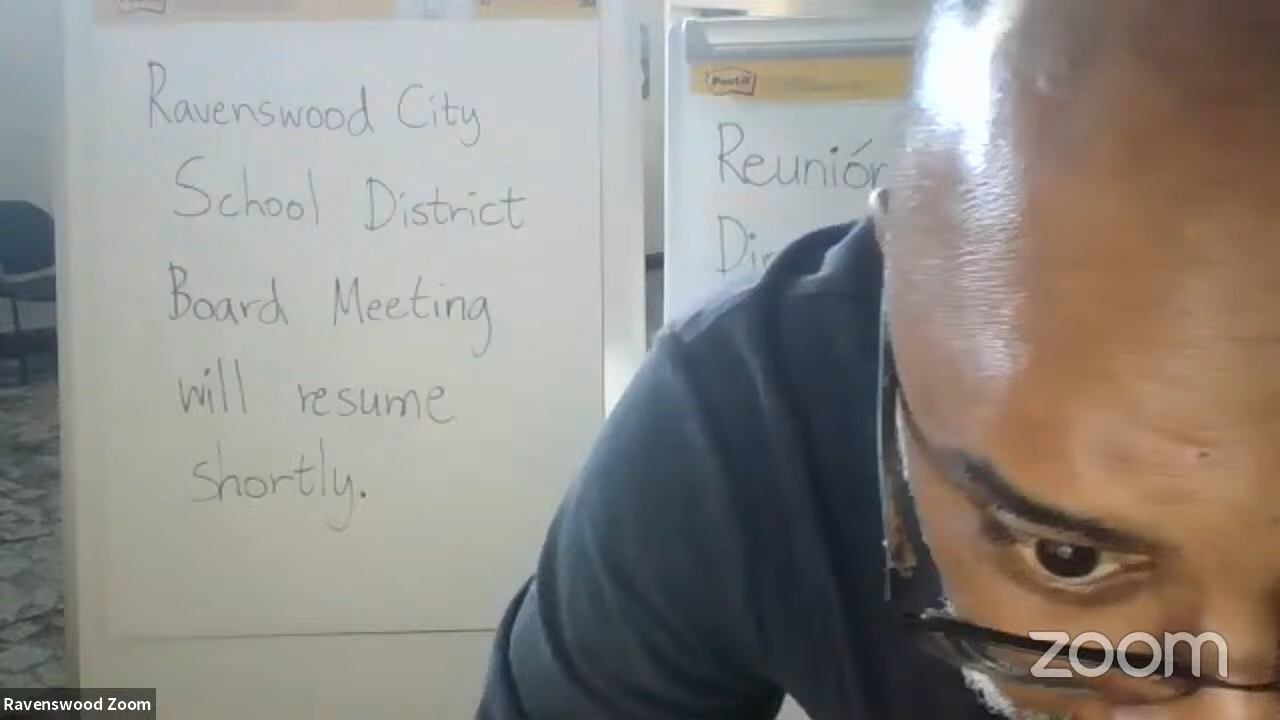 Ravenswood City
School District
Board Meeting
will resume
shortly.
Post-it
Reunión
zoom
Ravenswood Zoom